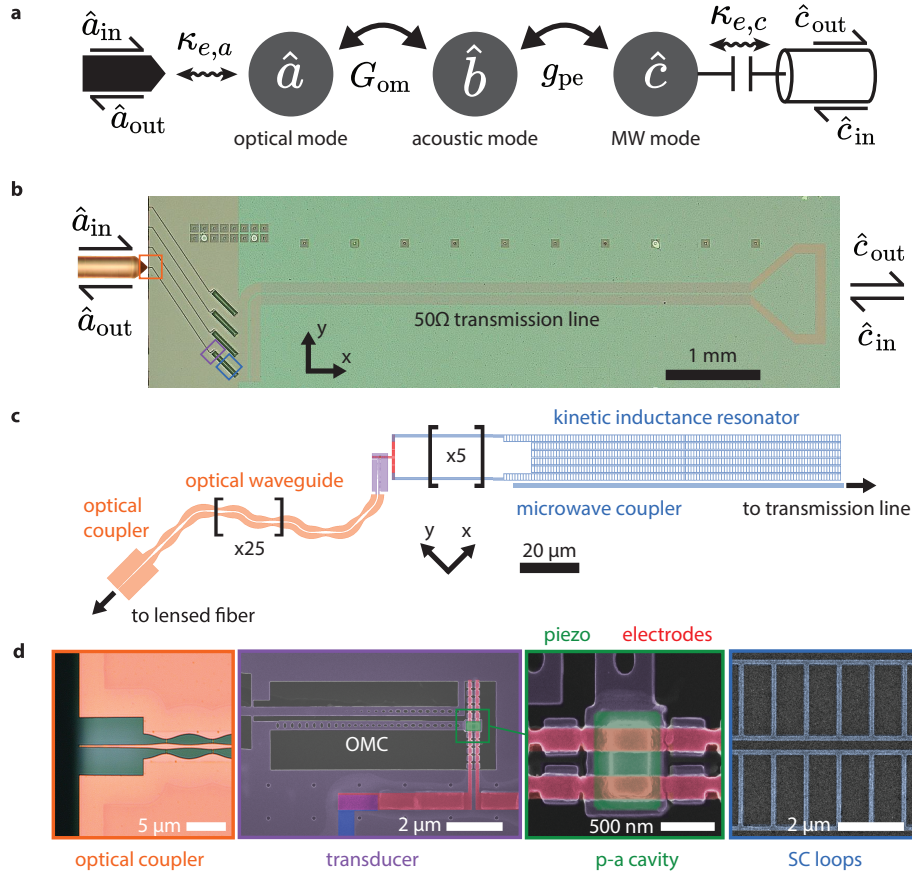 a
â_in
κ_e,a
â_out
â
G_om
b̂
g_pe
ĉ
κ_e,c
ĉ_out
ĉ_in
optical mode
acoustic mode
MW mode
b
â_in
â_out
50Ω transmission line
y
x
1 mm
ĉ_out
ĉ_in
c
kinetic inductance resonator
x5
optical waveguide
optical
coupler
x25
microwave coupler
to transmission line
y
x
20 μm
to lensed fiber
piezo
electrodes
d
5 μm
OMC
2 μm
500 nm
2 μm
optical coupler
transducer
p-a cavity
SC loops